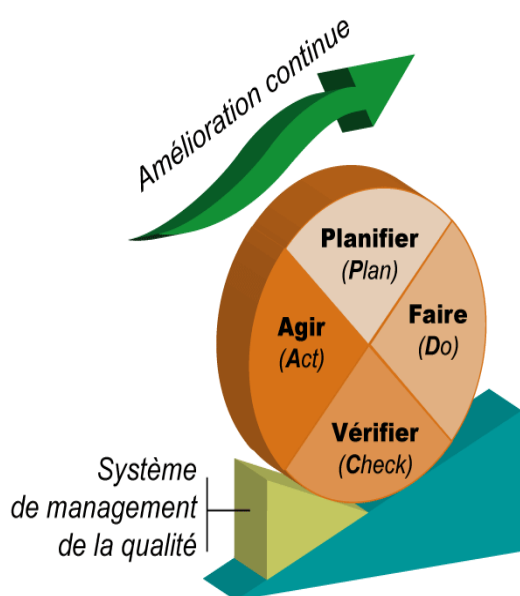 Amélioration continue
Planifier
(Plan)
Faire
(Do)
Agir
(Act)
Vérifier
(Check)
Système
de management
de la qualité